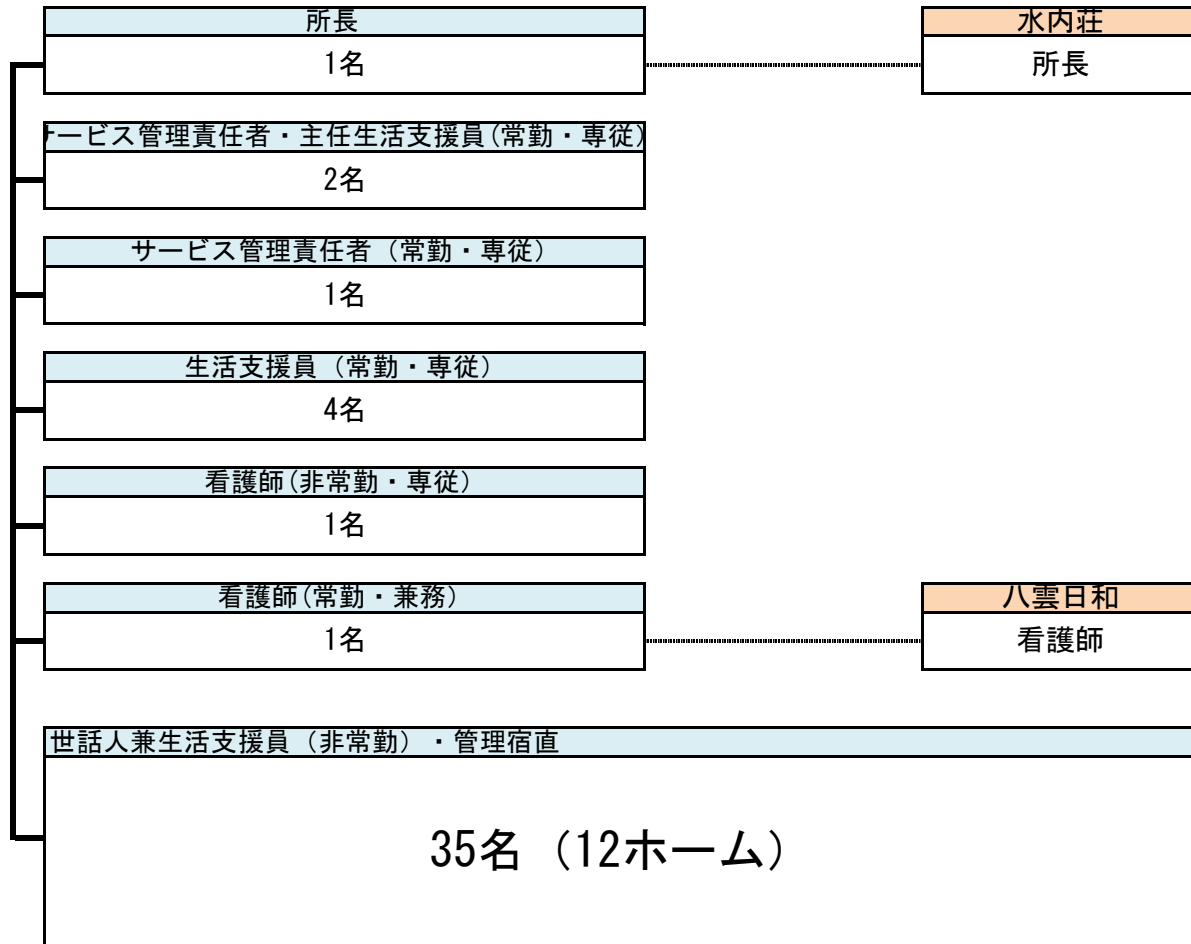 所長
水内荘
1名
所長
ービス管理責任者・主任生活支援員(常勤・専従)
2名
サービス管理責任者（常勤・専従）
1名
生活支援員（常勤・専従）
4名
看護師(非常勤・専従)
1名
看護師(常勤・兼務)
八雲日和
1名
看護師
世話人兼生活支援員（非常勤）・管理宿直
35名（12ホーム）